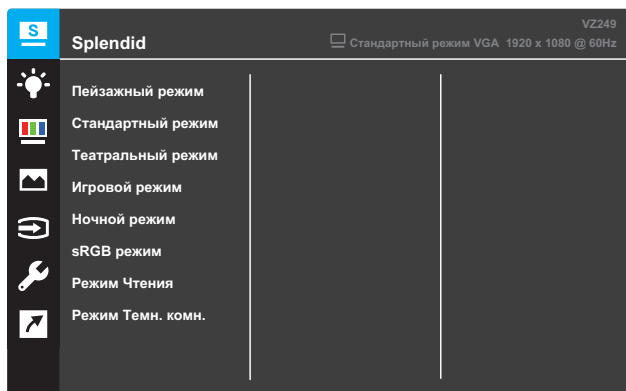 S
VZ249
Splendid
Стандартный режим VGA 1920 x 1080 @ 60Hz
Пейзажный режим
Стандартный режим
Театральный режим
Игровой режим
Ночной режим
sRGB режим
Режим Чтения
Режим Темн. комн.